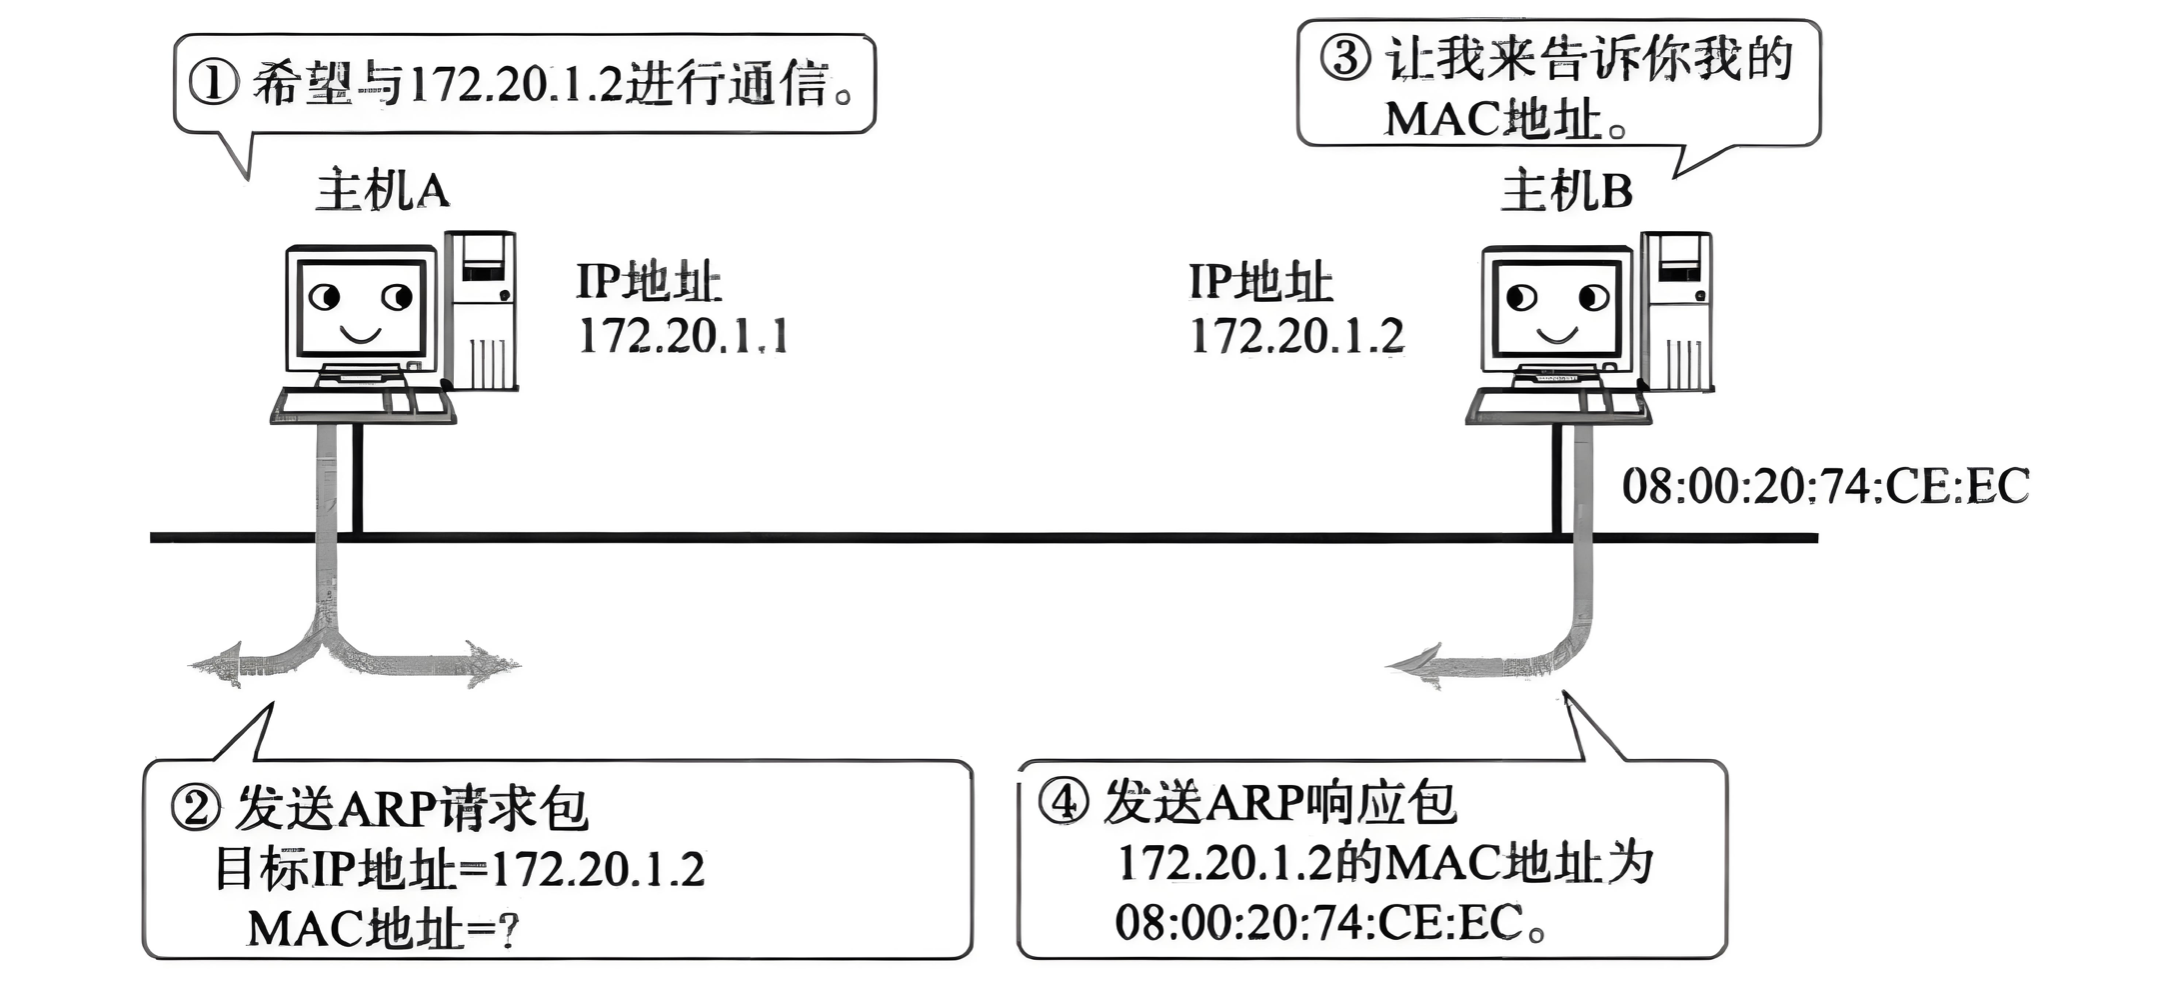 ① 希望与172.20.1.2进行通信。
③ 让我来告诉你我的
MAC地址。
主机A
主机B
IP地址
172.20.1.1
IP地址
172.20.1.2
08:00:20:74:CE:EC
② 发送ARP请求包
目标IP地址=172.20.1.2
MAC地址=?
④ 发送ARP响应包
172.20.1.2的MAC地址为
08:00:20:74:CE:EC。